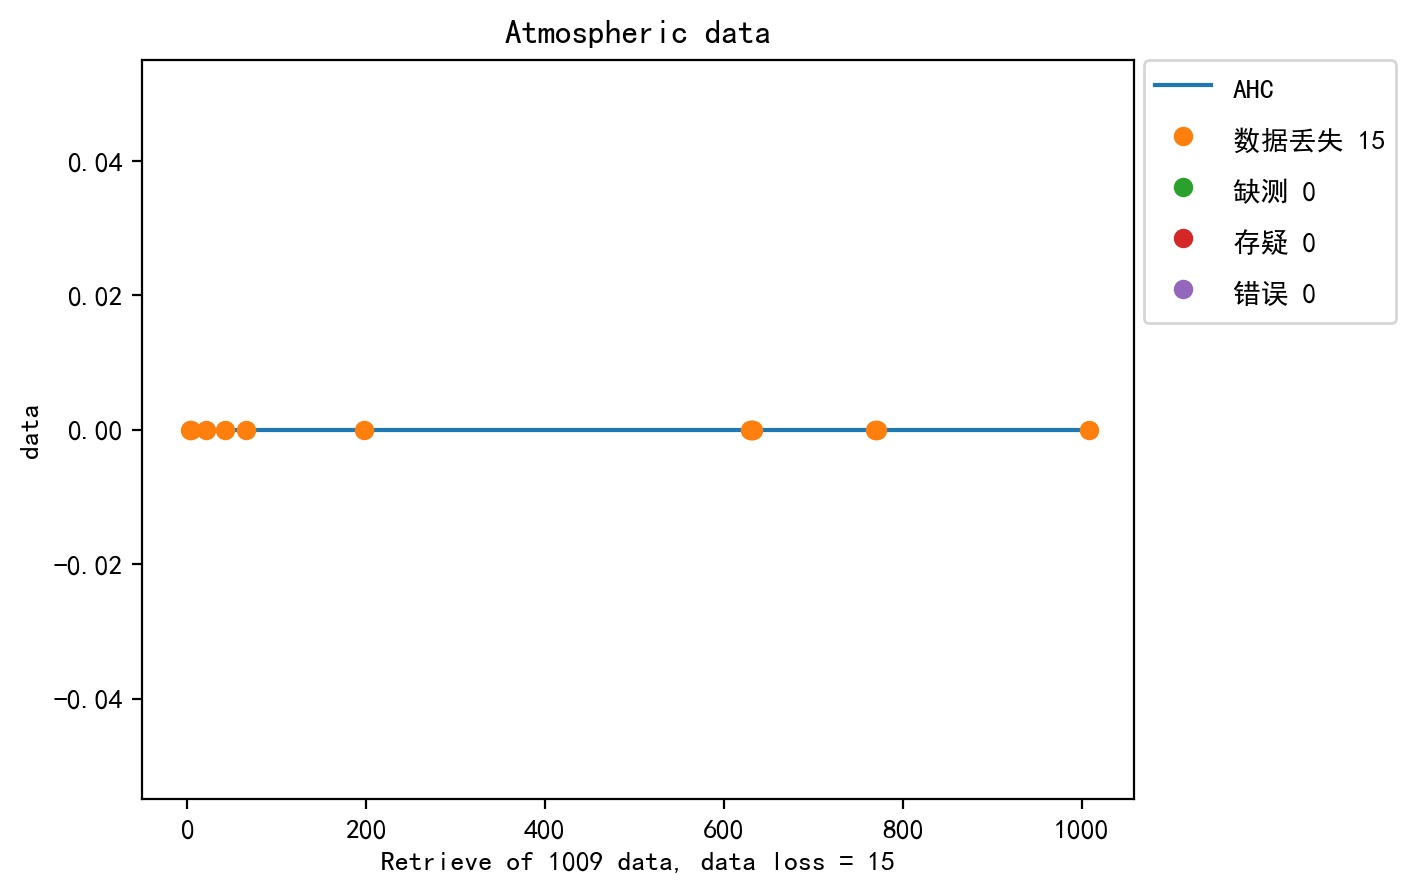 Atmospheric data
AHC
数据丢失 15
缺测 0
存疑 0
错误 0
0.04
0.02
0.00
−0.02
−0.04
data
0 200 400 600 800 1000
Retrieve of 1009 data, data loss = 15